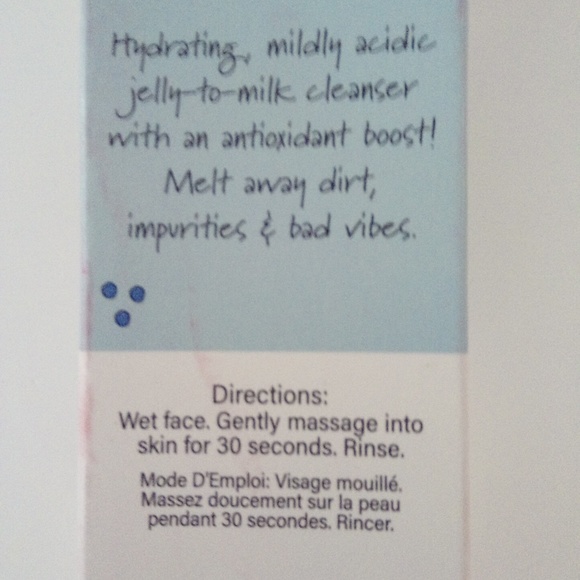 Hydrating, mildly acidic
jelly-to-milk cleanser
with an antioxidant boost!
Melt away dirt,
impurities & bad vibes.
Directions:
Wet face. Gently massage into
skin for 30 seconds. Rinse.
Mode D'Emploi: Visage mouillé.
Massez doucement sur la peau
pendant 30 secondes. Rincer.